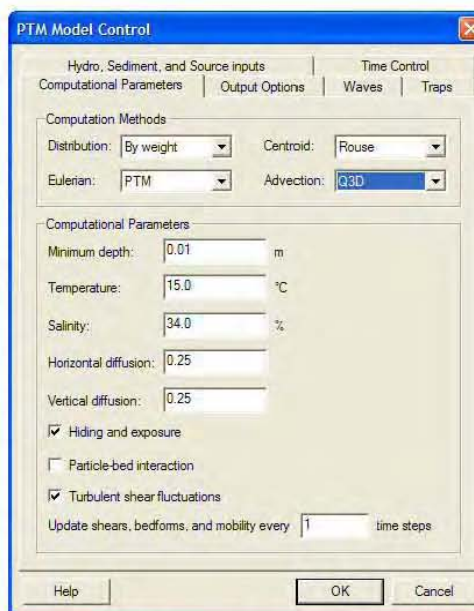 PTM Model Control
Hydro, Sediment, and Source inputs Time Control
Computational Parameters Output Options Waves Traps
Computation Methods
Distribution: By weight Centroid: Rouse
Eulerian: PTM Advection: Q3D
Computational Parameters
Minimum depth: 0.01 m
Temperature: 15.0 °C
Salinity: 34.0 %
Horizontal diffusion: 0.25
Vertical diffusion: 0.25
Hiding and exposure
Particle-bed interaction
Turbulent shear fluctuations
Update shears, bedforms, and mobility every 1 time steps
Help OK Cancel